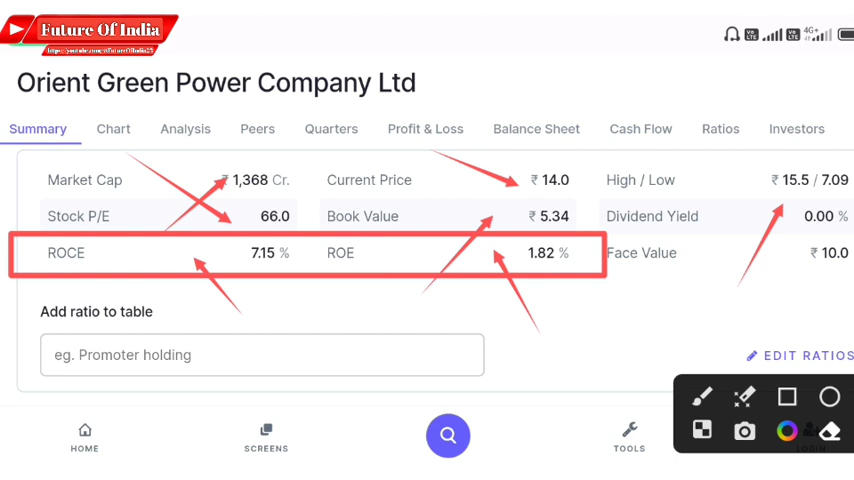 Future Of India
4G+
Orient Green Power Company Ltd
Summary Chart Analysis Peers Quarters Profit & Loss Balance Sheet Cash Flow Ratios Investors
Market Cap ₹ 1,368 Cr. Current Price ₹ 14.0 High / Low ₹ 15.5 / 7.09
Stock P/E 66.0 Book Value ₹ 5.34 Dividend Yield 0.00 %
ROCE 7.15 % ROE 1.82 % Face Value ₹ 10.0
Add ratio to table
eg. Promoter holding
EDIT RATIOS
HOME SCREENS TOOLS